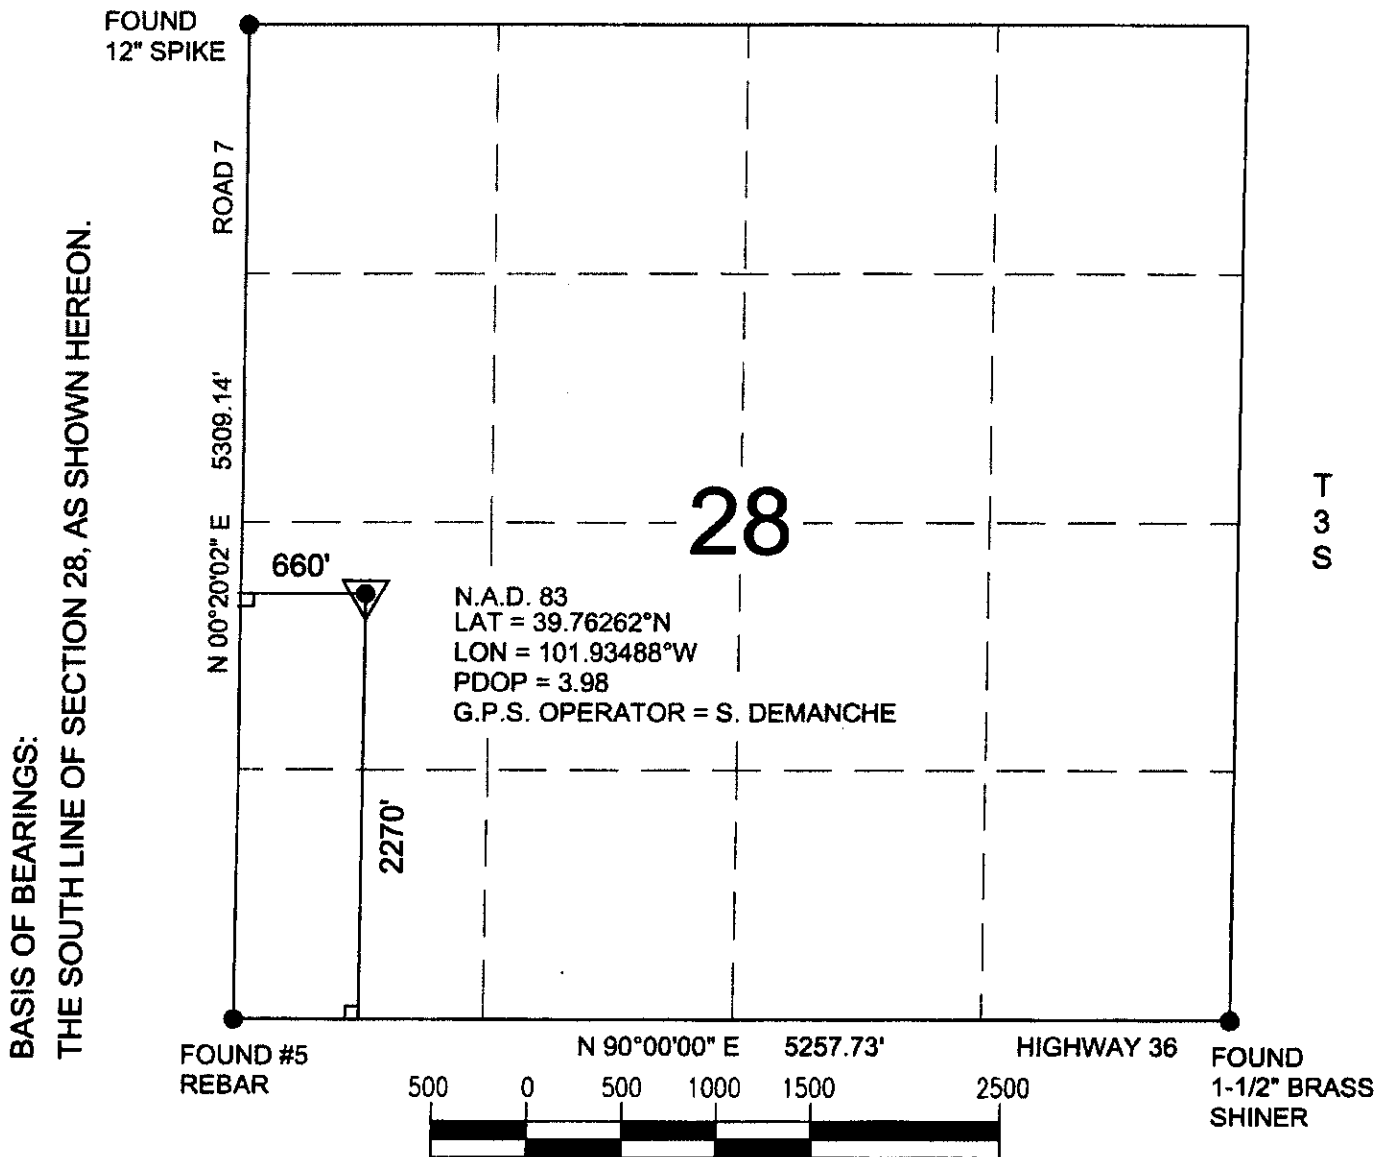 FOUND
12" SPIKE
ROAD 7
5309.14'
N 00°20'02" E
BASIS OF BEARINGS:
THE SOUTH LINE OF SECTION 28, AS SHOWN HEREON.
28
T
3
S
660'
N.A.D. 83
LAT = 39.76262°N
LON = 101.93488°W
PDOP = 3.98
G.P.S. OPERATOR = S. DEMANCHE
2270'
FOUND #5
REBAR
N 90°00'00" E 5257.73' HIGHWAY 36
FOUND
1-1/2" BRASS
SHINER
500 0 500 1000 1500 2500